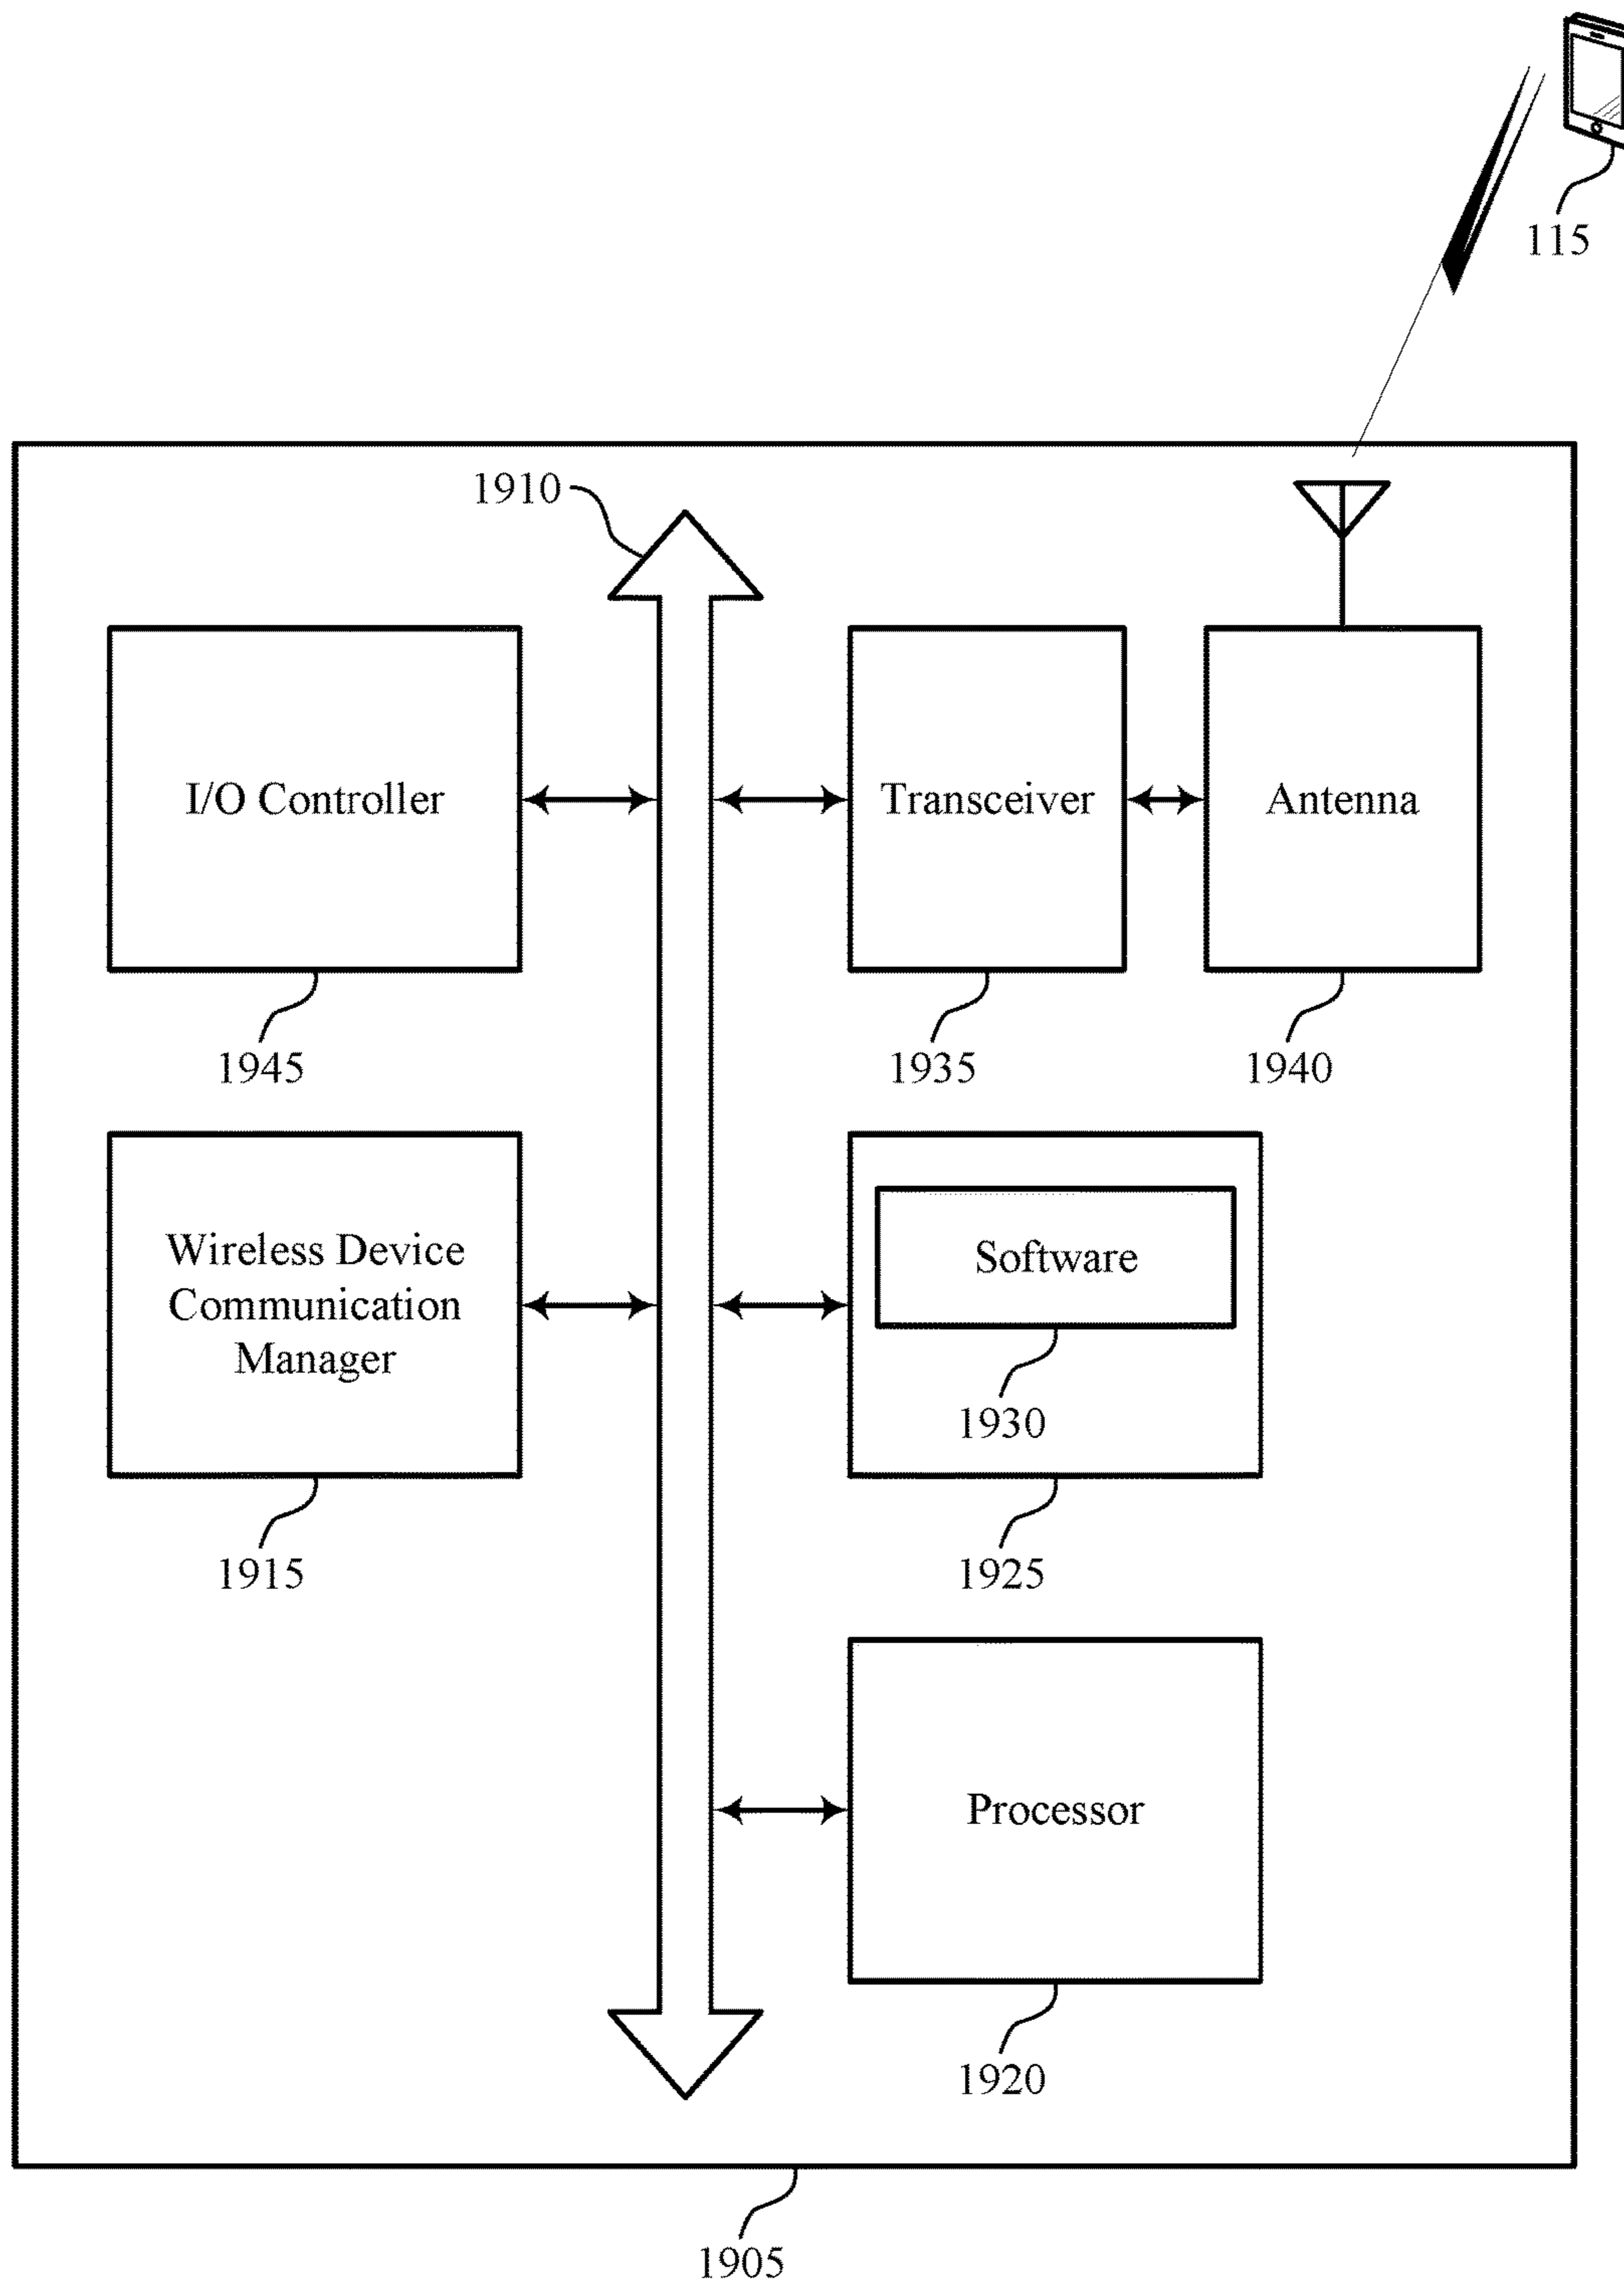 115
1910
I/O Controller
Transceiver
Antenna
1945
1935
1940
Wireless Device
Communication
Manager
Software
1930
1915
1925
Processor
1920
1905